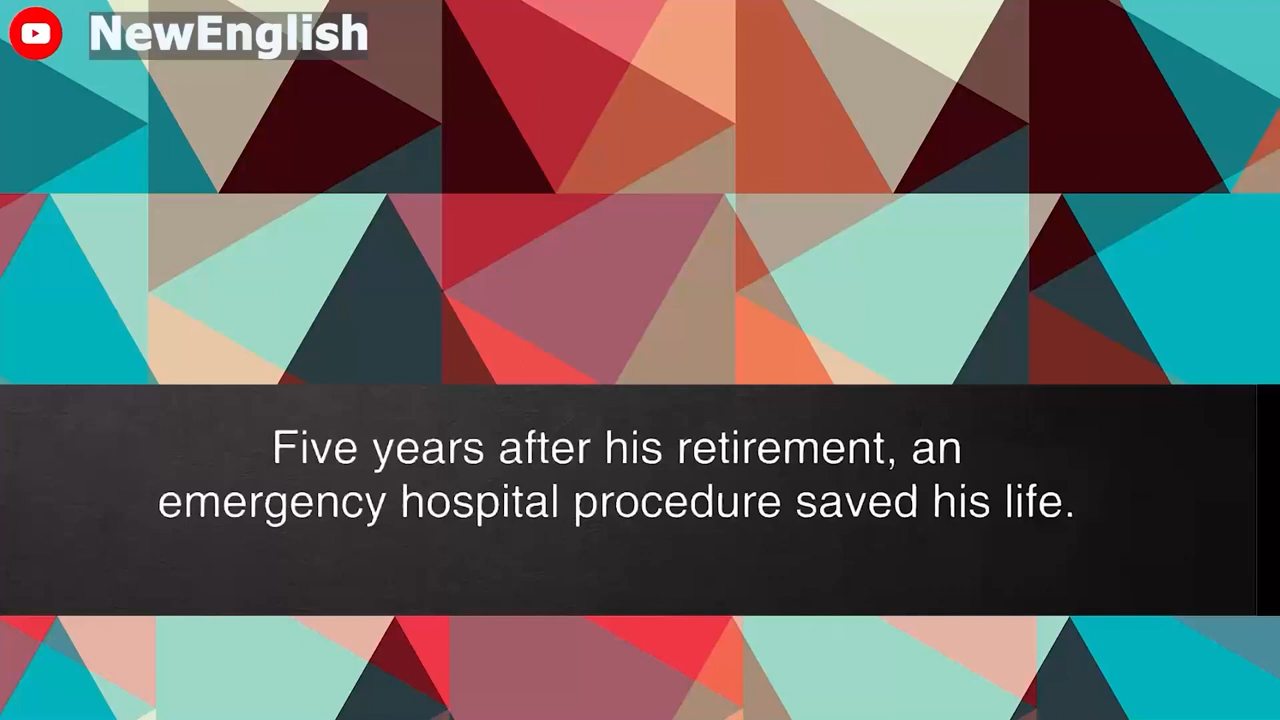 NewEnglish
Five years after his retirement, an
emergency hospital procedure saved his life.